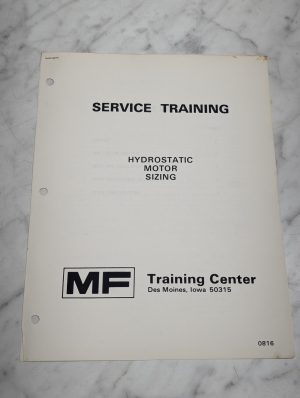 SERVICE TRAINING
HYDROSTATIC
MOTOR
SIZING
MF
Training Center
Des Moines, Iowa 50315
0816